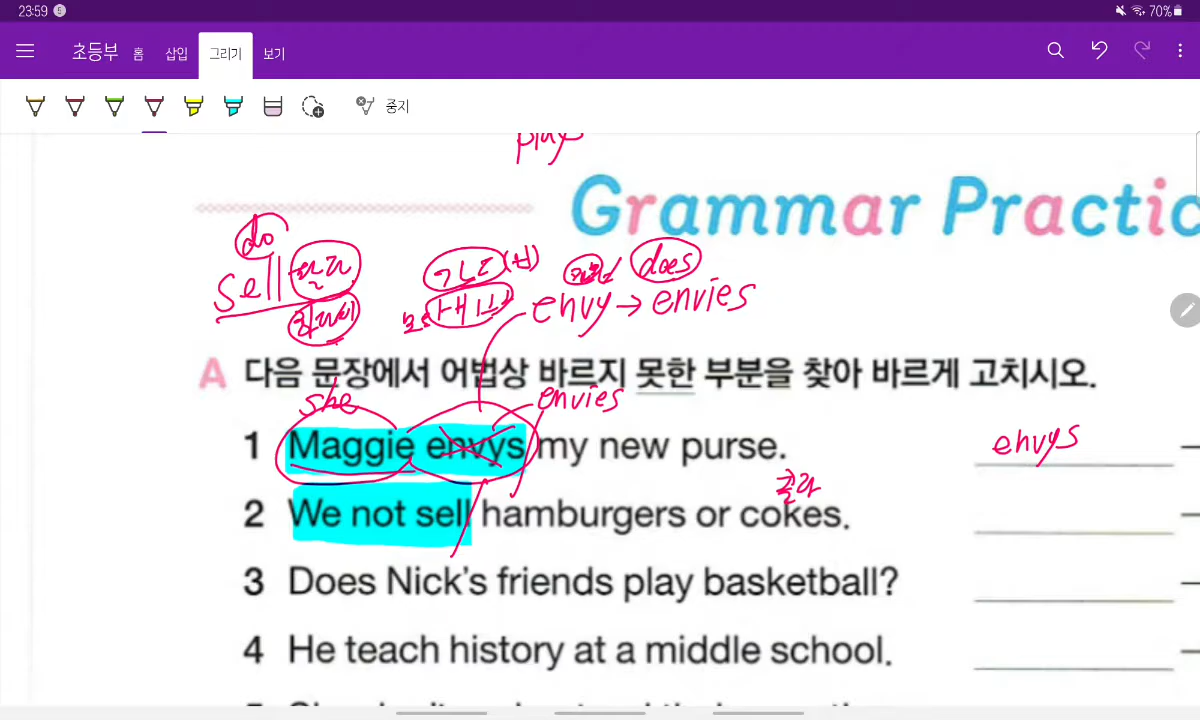 23:59 5 70%
초등부 홈 삽입 그리기 보기
중지
play
Grammar Practic
do
sell
does
envy → envies
A 다음 문장에서 어법상 바르지 못한 부분을 찾아 바르게 고치시오.
she
envies
1 Maggie envys my new purse. envys
콜라
2 We not sell hamburgers or cokes.
3 Does Nick's friends play basketball?
4 He teach history at a middle school.